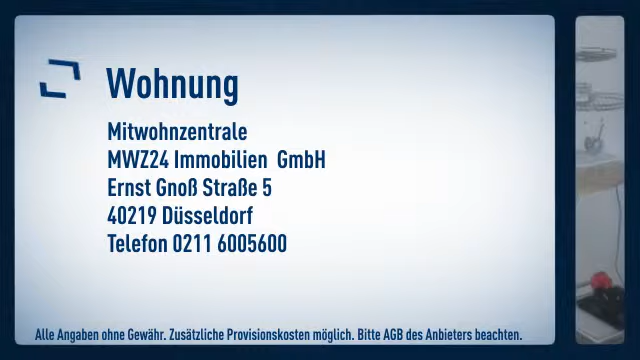 Wohnung
Mitwohnzentrale
MWZ24 Immobilien GmbH
Ernst Gnoß Straße 5
40219 Düsseldorf
Telefon 0211 6005600
Alle Angaben ohne Gewähr. Zusätzliche Provisionskosten möglich. Bitte AGB des Anbieters beachten.